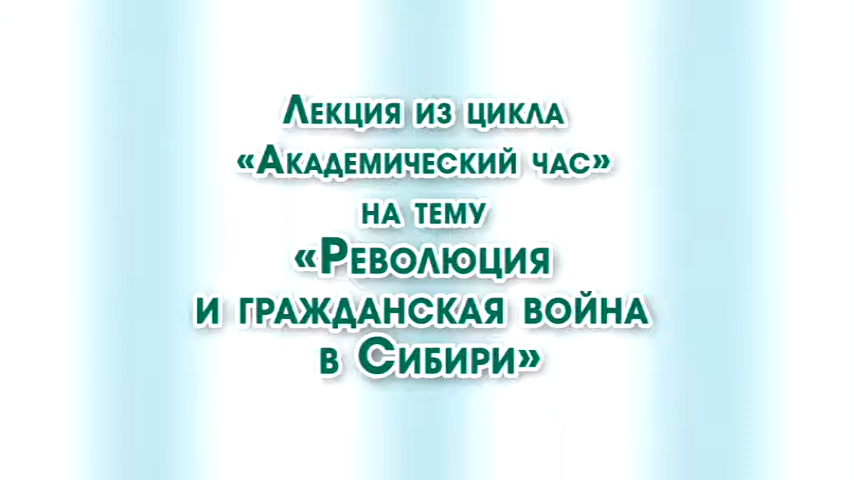 Лекция из цикла
«Академический час»
на тему
«Революция
и гражданская война
в Сибири»